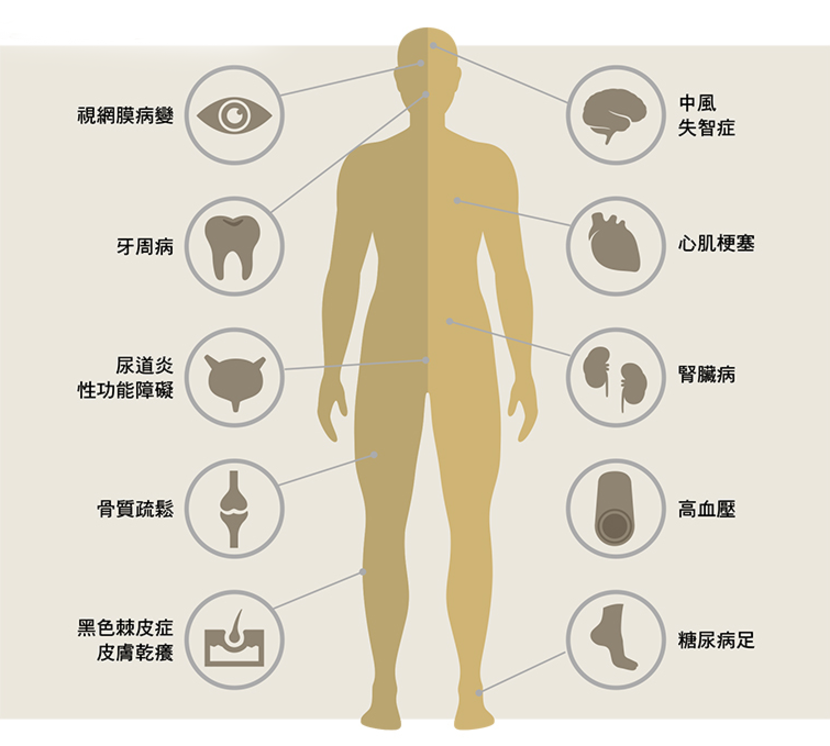 視網膜病變
牙周病
尿道炎
性功能障礙
骨質疏鬆
黑色棘皮症
皮膚乾癢
中風
失智症
心肌梗塞
腎臟病
高血壓
糖尿病足